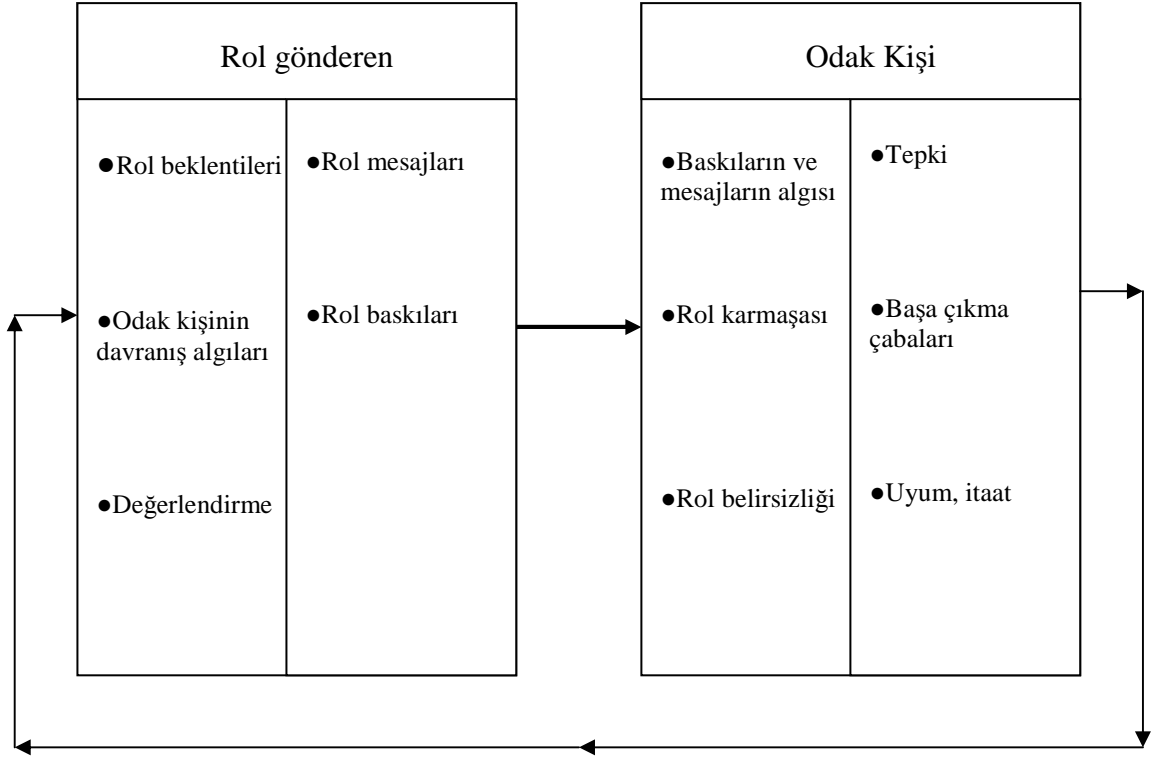 Rol gönderen
●Rol beklentileri
●Odak kişinin
davranış algıları
●Değerlendirme
●Rol mesajları
●Rol baskıları
Odak Kişi
●Baskıların ve
mesajların algısı
●Rol karmaşası
●Rol belirsizliği
●Tepki
●Başa çıkma
çabaları
●Uyum, itaat